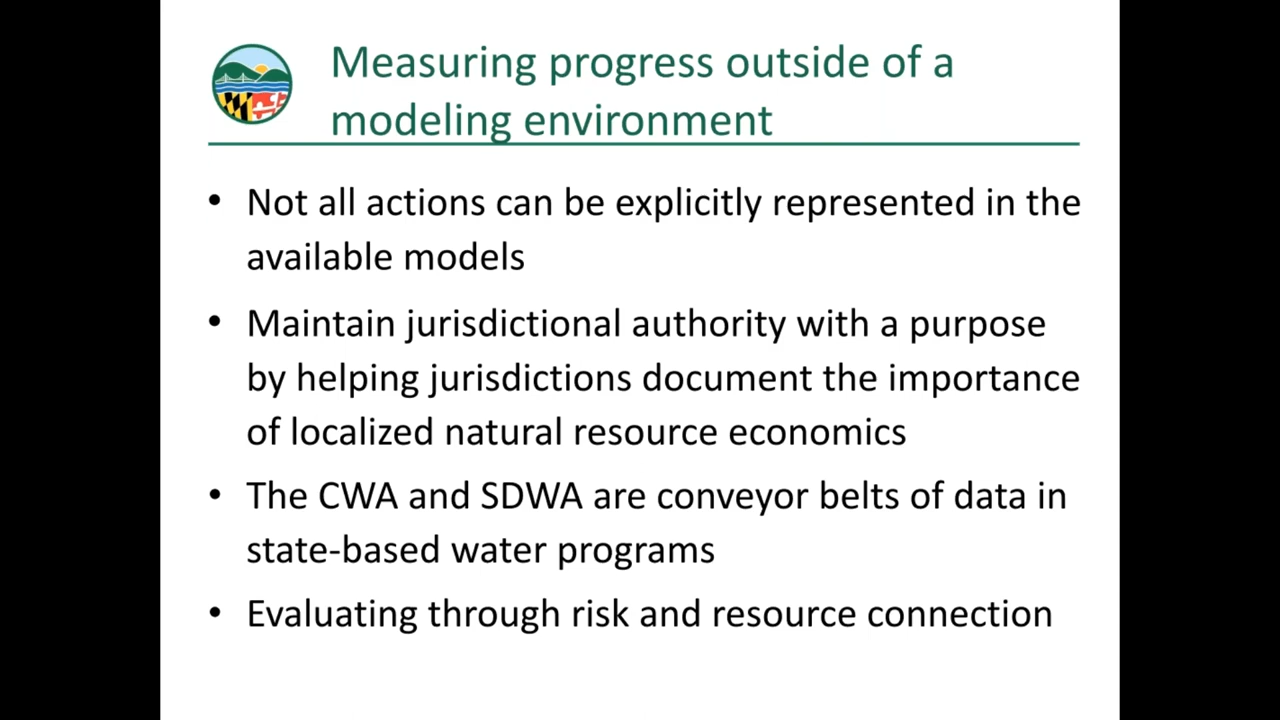 Measuring progress outside of a
modeling environment
• Not all actions can be explicitly represented in the
available models
• Maintain jurisdictional authority with a purpose
by helping jurisdictions document the importance
of localized natural resource economics
• The CWA and SDWA are conveyor belts of data in
state-based water programs
• Evaluating through risk and resource connection